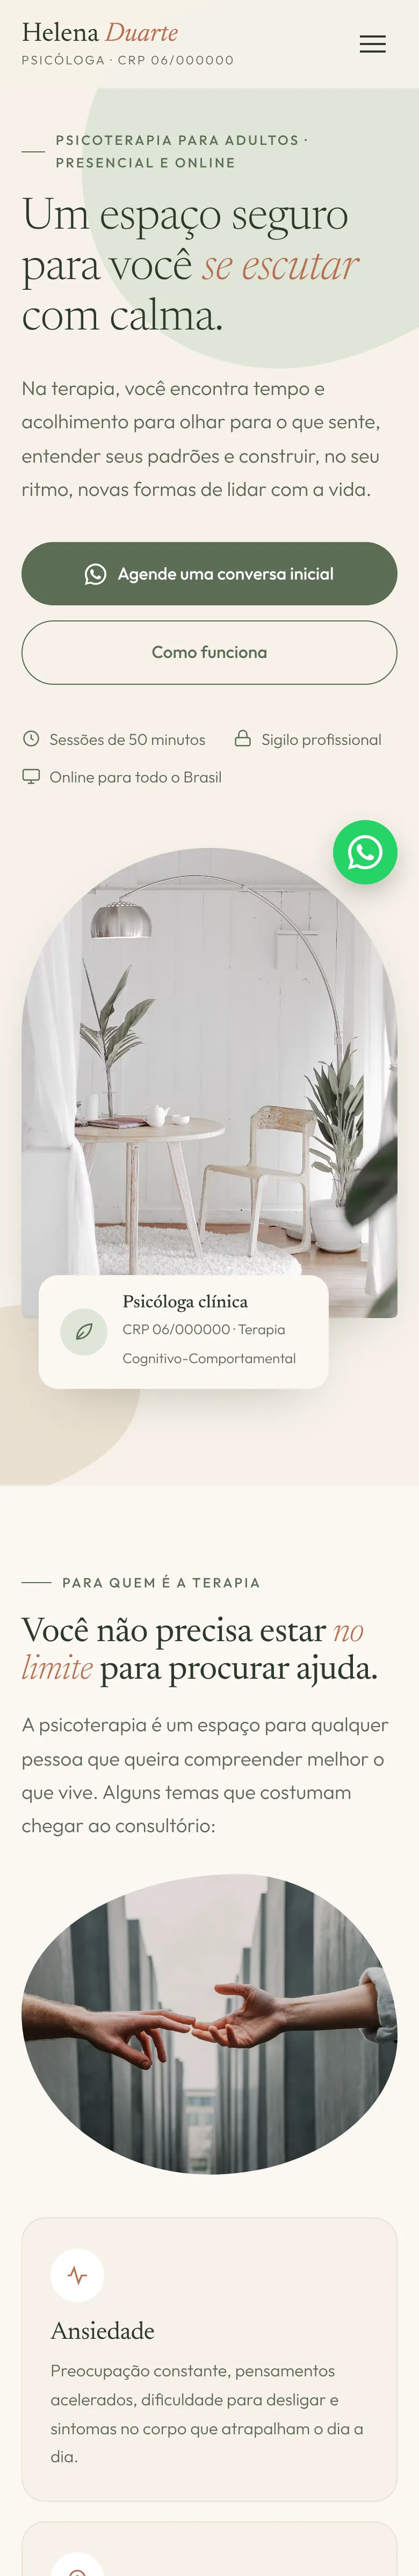 Helena Duarte
PSICÓLOGA · CRP 06/000000
PSICOTERAPIA PARA ADULTOS ·
PRESENCIAL E ONLINE
Um espaço seguro
para você se escutar
com calma.
Na terapia, você encontra tempo e
acolhimento para olhar para o que sente,
entender seus padrões e construir, no seu
ritmo, novas formas de lidar com a vida.
Agende uma conversa inicial
Como funciona
Sessões de 50 minutos
Sigilo profissional
Online para todo o Brasil
Psicóloga clínica
CRP 06/000000 · Terapia
Cognitivo-Comportamental
PARA QUEM É A TERAPIA
Você não precisa estar no
limite para procurar ajuda.
A psicoterapia é um espaço para qualquer
pessoa que queira compreender melhor o
que vive. Alguns temas que costumam
chegar ao consultório:
Ansiedade
Preocupação constante, pensamentos
acelerados, dificuldade para desligar e
sintomas no corpo que atrapalham o dia a
dia.